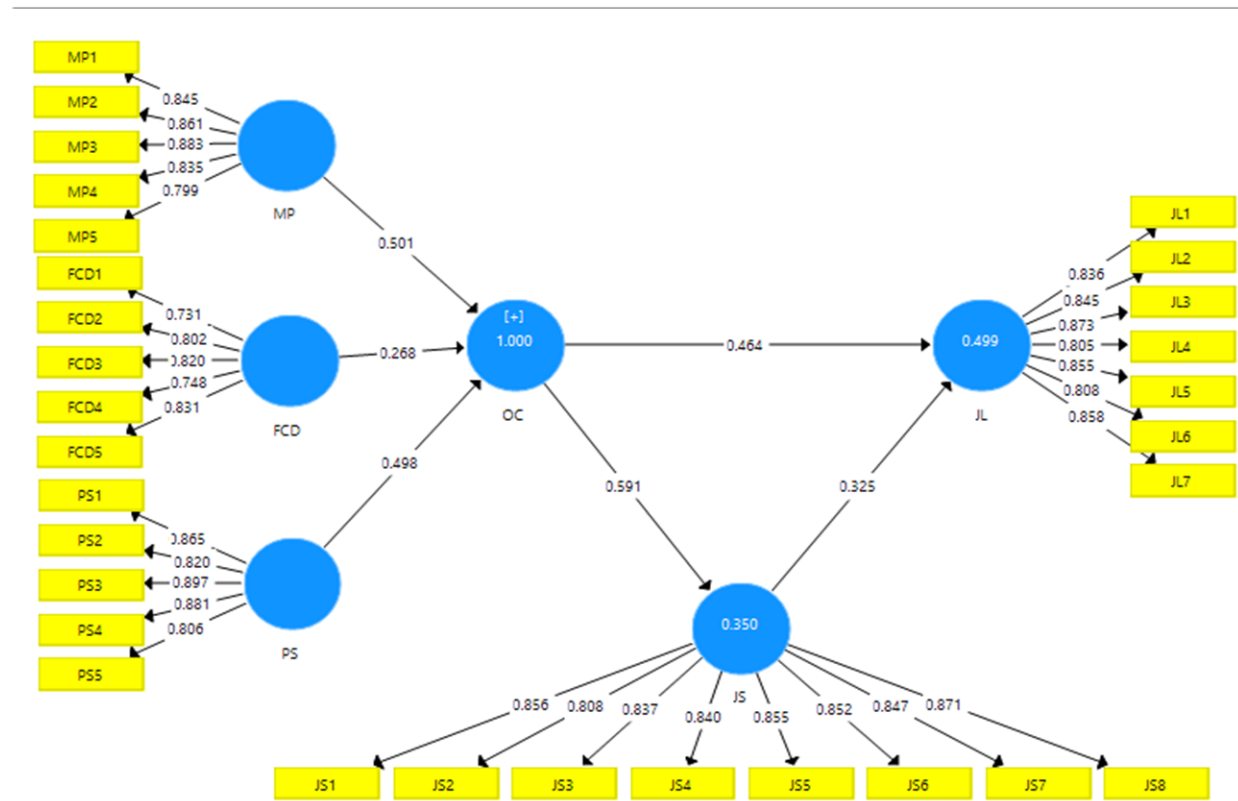 MP1
MP2
MP3
MP4
MP5
0.845
0.861
0.883
0.835
0.799
MP
0.501
FCD1
FCD2
FCD3
FCD4
FCD5
0.731
0.802
0.820
0.748
0.831
FCD
0.268
PS1
PS2
PS3
PS4
PS5
0.865
0.820
0.897
0.881
0.806
PS
0.498
[+]
1.000
OC
0.464
0.591
0.499
JL
0.325
0.836
0.845
0.873
0.805
0.855
0.808
0.858
JL1
JL2
JL3
JL4
JL5
JL6
JL7
0.350
JS
0.856
0.808
0.837
0.840
0.855
0.852
0.847
0.871
JS1
JS2
JS3
JS4
JS5
JS6
JS7
JS8